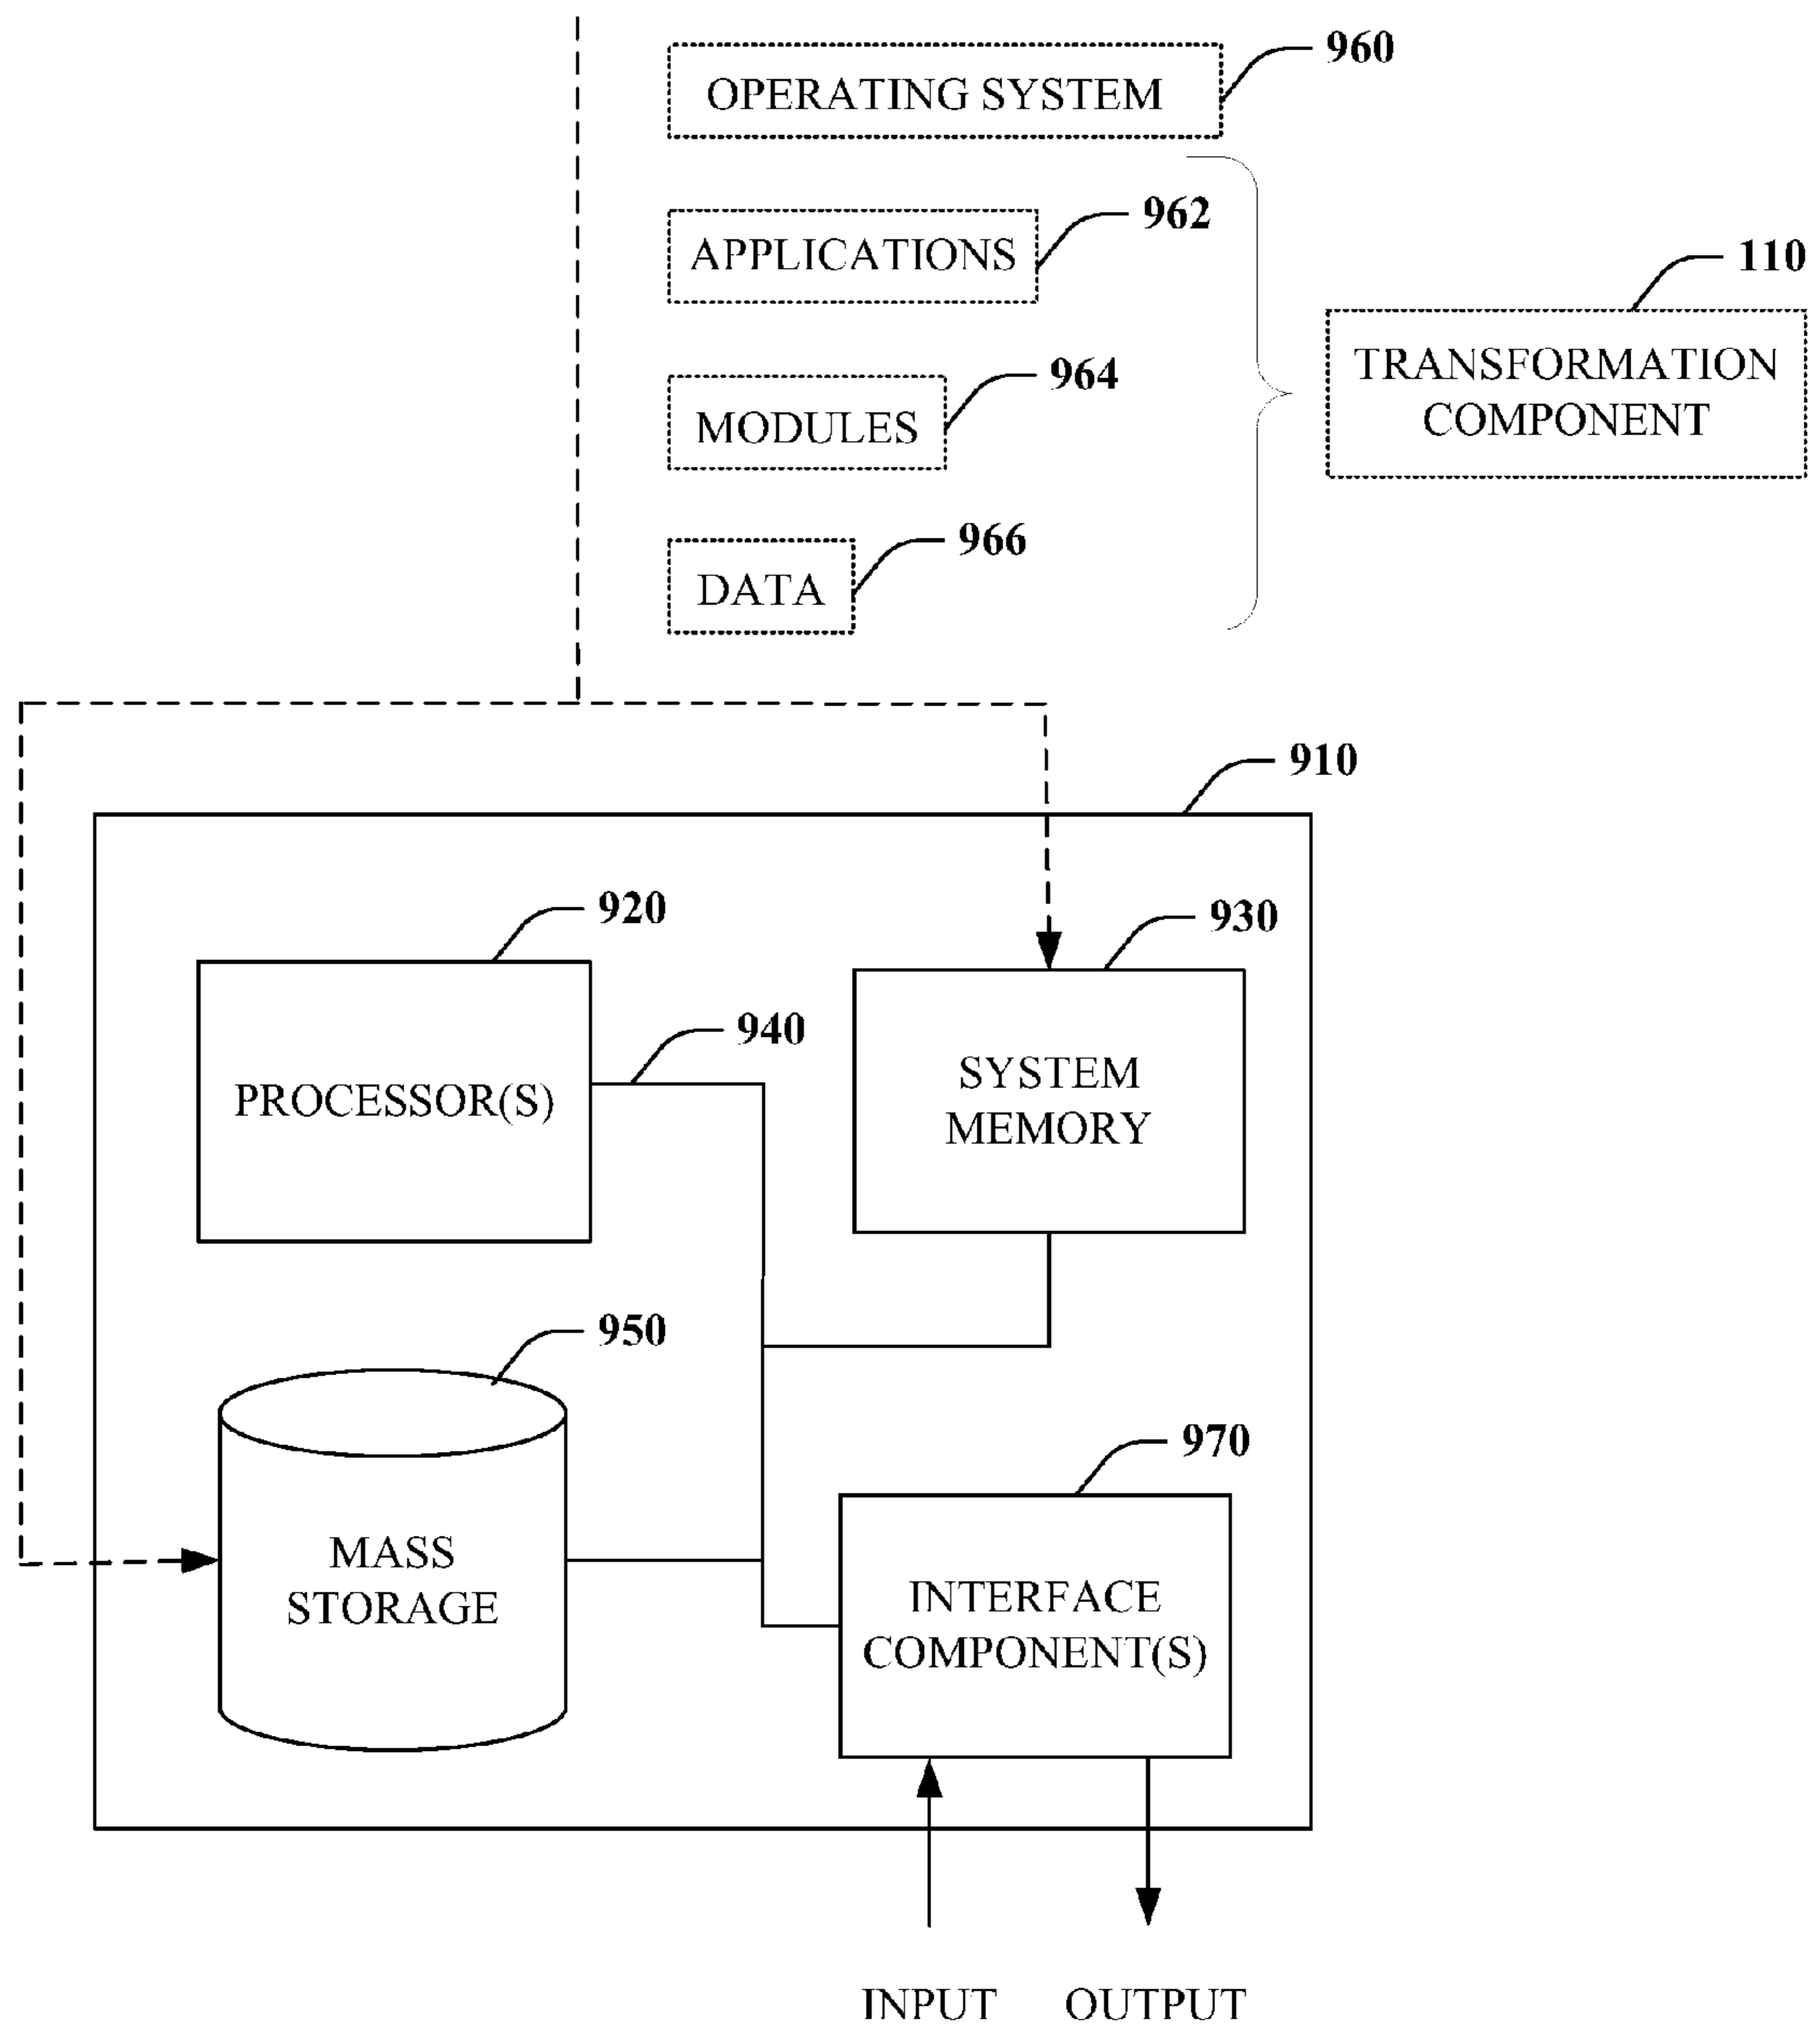 960
OPERATING SYSTEM
962
APPLICATIONS
110
TRANSFORMATION
COMPONENT
964
MODULES
966
DATA
910
920
930
940
PROCESSOR(S)
SYSTEM
MEMORY
950
970
MASS
STORAGE
INTERFACE
COMPONENT(S)
INPUT
OUTPUT